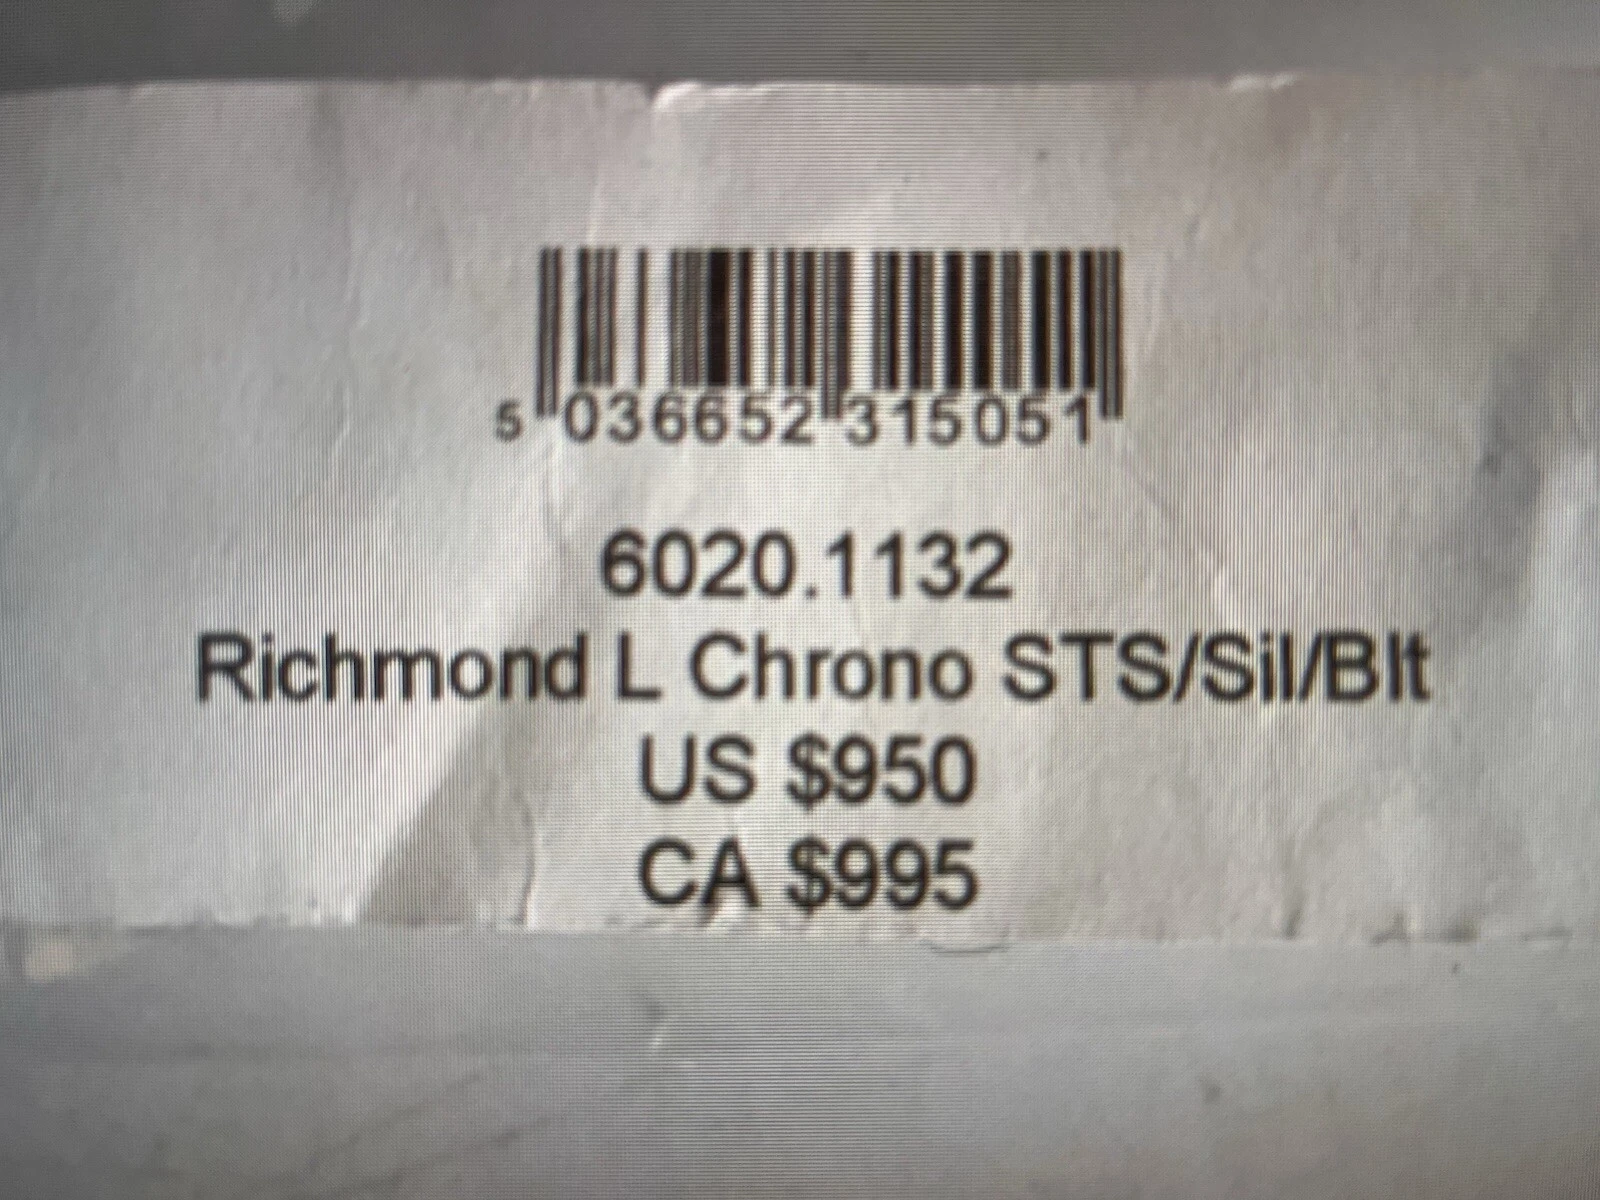 5 036652 315051
6020.1132
Richmond L Chrono STS/Sil/Blt
US $950
CA $995